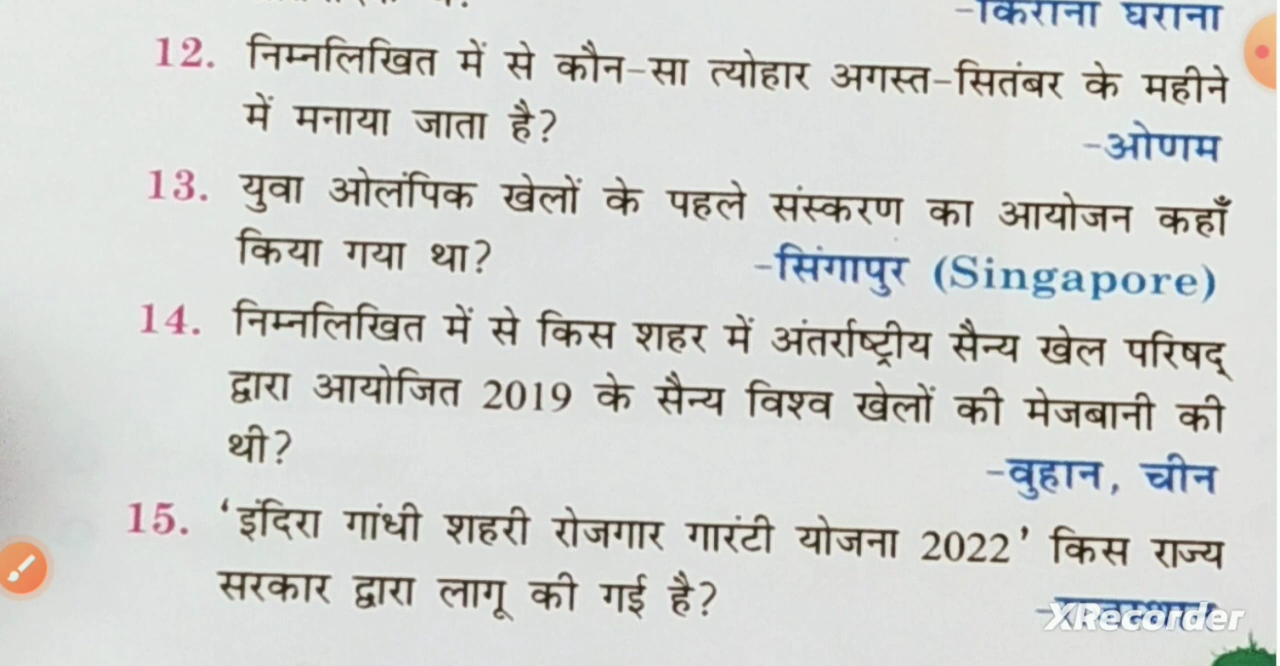 -किराना घराना
12. निम्नलिखित में से कौन-सा त्योहार अगस्त-सितंबर के महीने
में मनाया जाता है?
-ओणम
13. युवा ओलंपिक खेलों के पहले संस्करण का आयोजन कहाँ
किया गया था?
-सिंगापुर (Singapore)
14. निम्नलिखित में से किस शहर में अंतर्राष्ट्रीय सैन्य खेल परिषद्
द्वारा आयोजित 2019 के सैन्य विश्व खेलों की मेजबानी की
थी?
-वुहान, चीन
15. ‘इंदिरा गांधी शहरी रोजगार गारंटी योजना 2022’ किस राज्य
सरकार द्वारा लागू की गई है?
XRecorder